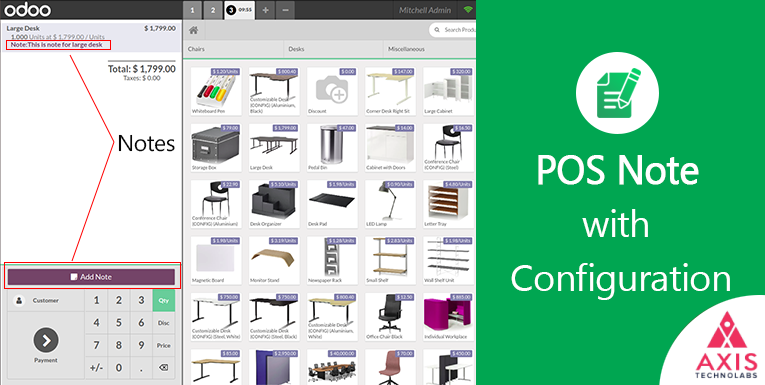 odoo
1 2 3 09:55 + − Mitchell Admin
Large Desk $ 1,799.00
1.000 Units at $ 1,799.00 / Units
Note:This is note for large desk
Total: $ 1,799.00
Taxes: $ 0.00
Notes
Add Note
Customer 1 2 3 Qty
4 5 6 Disc
7 8 9 Price
Payment +/- 0 .
Search Produ
Chairs Desks Miscellaneous
$ 1.20/Units $ 800.40 $ 0.00 $ 147.00 $ 320.00
Whiteboard Pen
Customizable Desk
(CONFIG) (Aluminium,
Black)
Discount
Corner Desk Right Sit
Large Cabinet
$ 79.00 $ 1,799.00 $ 47.00 $ 14.00 $ 16.50
Storage Box
Large Desk
Pedal Bin
Cabinet with Doors
Conference Chair
(CONFIG) (Steel)
$ 22.90 $ 5.10/Units $ 1.98/Units $ 0.90/Units $ 4.80/Units
Conference Chair
(CONFIG)
(Aluminium)
Desk Organizer
Desk Pad
LED Lamp
Letter Tray
$ 1.98/Units $ 3.19/Units $ 1.28/Units $ 2.83/Units $ 1.98/Units
Magnetic Board
Monitor Stand
Newspaper Rack
Small Shelf
Wall Shelf Unit
$ 750.00 $ 750.00 $ 800.40 $ 12.50 $ 885.00
Customizable Desk
(CONFIG) (Steel, White)
Customizable Desk
(CONFIG) (Steel, Black)
Customizable Desk
(CONFIG) (Aluminium,
White)
Office Chair Black
Individual Workplace
$ 85.00 $ 2,950.00 $ 40,000.00 $ 70.00 $ 450.00
POS Note
with
Configuration
AXIS
TECHNOLABS